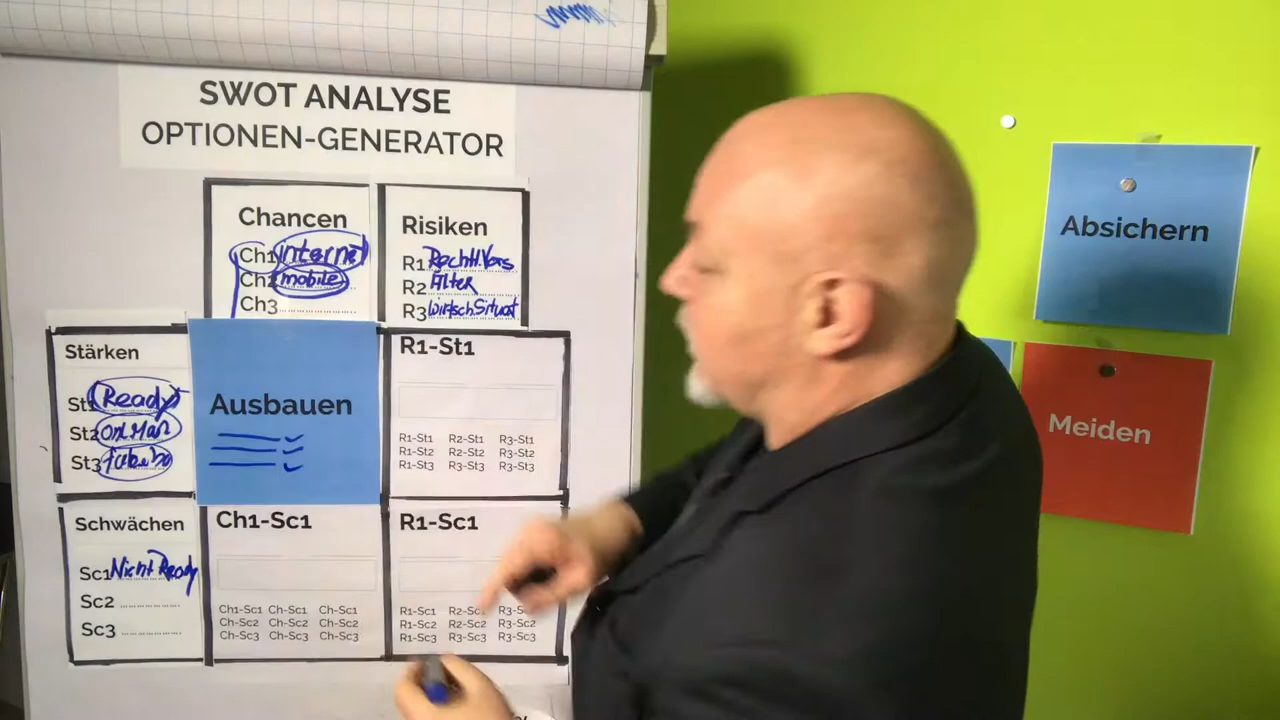 SWOT ANALYSE
OPTIONEN-GENERATOR
Chancen
Ch1 internet
Ch2 mobile
Ch3
Risiken
R1 Rechtl.Vors
R2 Alter
R3 WirtschSituat
Stärken
St1 Ready
St2
St3
Ausbauen
R1-St1
R1-St1 R2-St1 R3-St1
R1-St2 R2-St2 R3-St2
R1-St3 R3-St3 R3-St3
Schwächen
Sc1 Nicht Ready
Sc2
Sc3
Ch1-Sc1
Ch1-Sc1 Ch-Sc1 Ch-Sc1
Ch-Sc2 Ch-Sc2 Ch-Sc2
Ch-Sc3 Ch-Sc3 Ch-Sc3
R1-Sc1
R1-Sc1 R2-Sc1
R1-Sc2 R2-Sc2 R3-Sc2
R1-Sc3 R3-Sc3 R3-Sc3
Absichern
Meiden